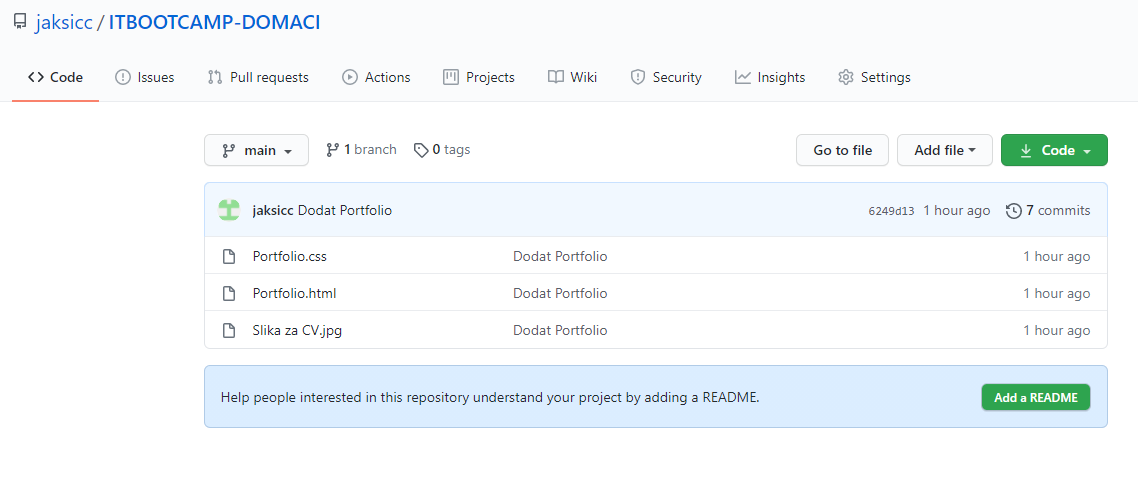 jaksicc / ITBOOTCAMP-DOMACI
Code Issues Pull requests Actions Projects Wiki Security Insights Settings
main 1 branch 0 tags Go to file Add file Code
jaksicc Dodat Portfolio 6249d13 1 hour ago 7 commits
Portfolio.css Dodat Portfolio 1 hour ago
Portfolio.html Dodat Portfolio 1 hour ago
Slika za CV.jpg Dodat Portfolio 1 hour ago
Help people interested in this repository understand your project by adding a README. Add a README